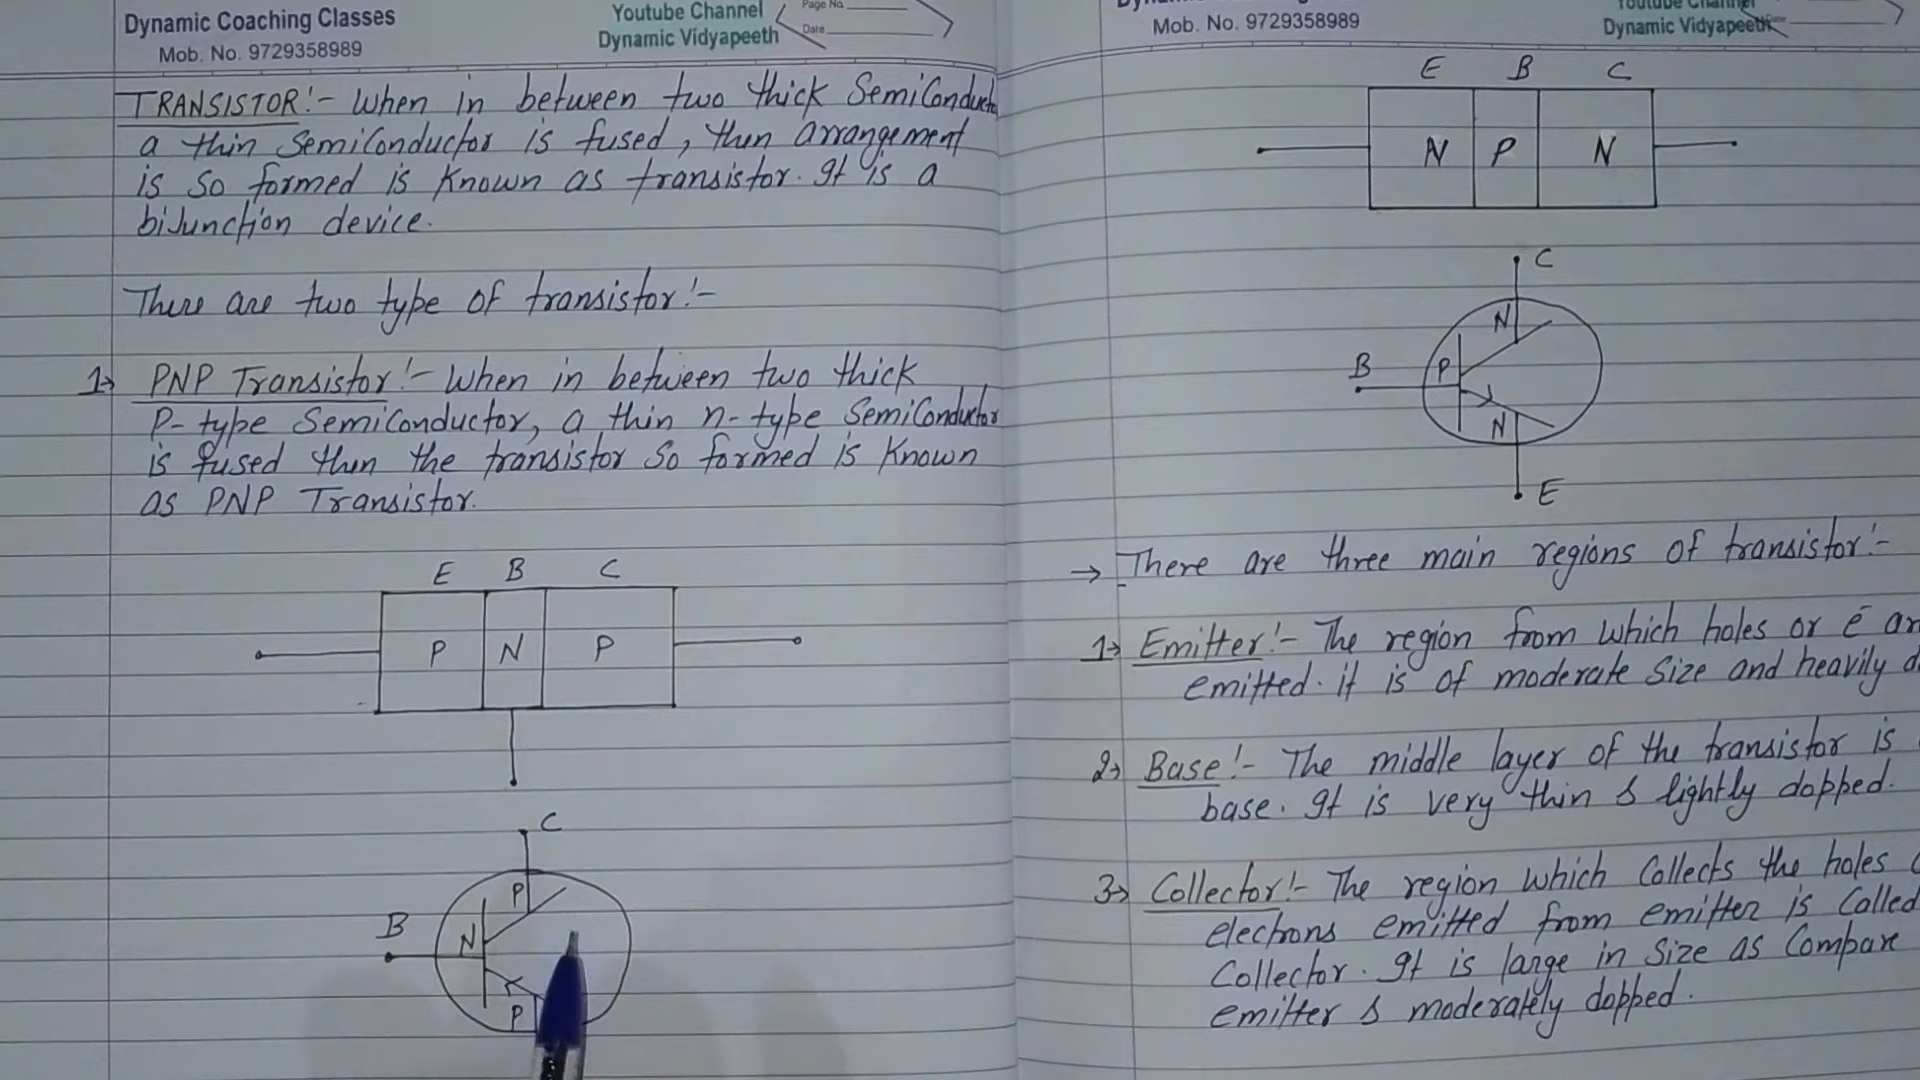 Dynamic Coaching Classes
Mob. No. 9729358989
Youtube Channel
Dynamic Vidyapeeth
Page No.
Date
TRANSISTOR :- When in between two thick SemiConducto
a thin Semiconductor is fused, then arrangement
is so formed is known as transistor. It is a
biJunction device.
There are two type of transistor :-
1→ PNP Transistor :- When in between two thick
P-type Semiconductor, a thin n-type Semiconductor
is fused then the transistor so formed is known
as PNP Transistor.
E B C
P N P
C
P
B
N
P
Mob. No. 9729358989
Youtube Channel
Dynamic Vidyapeeth
E B C
N P N
C
N
B P
N
E
→ There are three main regions of transistor :-
1→ Emitter :- The region from which holes or ē
emitted. it is of moderate size and heavily
2→ Base :- The middle layer of the transistor is
base. It is very thin & lightly dopped.
3→ Collector :- The region which collects the holes
electrons emitted from emitter is called
Collector. It is large in size as Compare
emitter & moderately dopped.